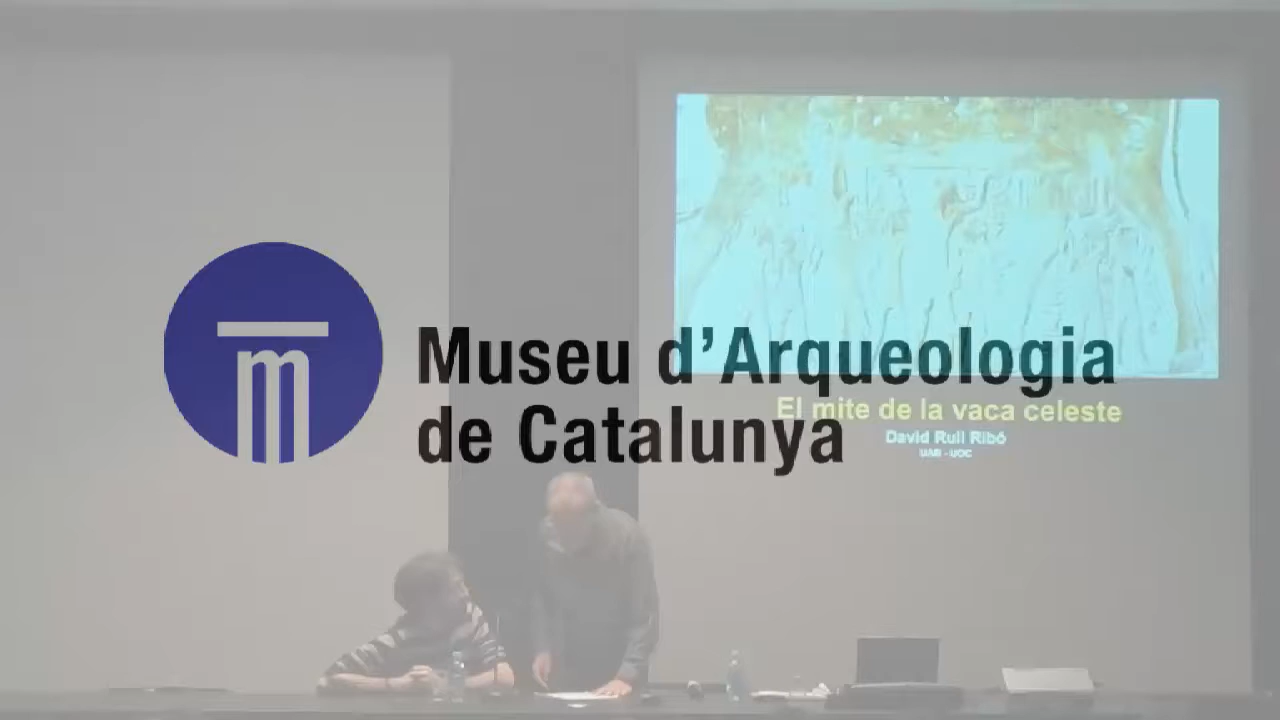 Museu d'Arqueologia
de Catalunya
El mite de la vaca celeste
David Rull Ribó
UAB - UOC